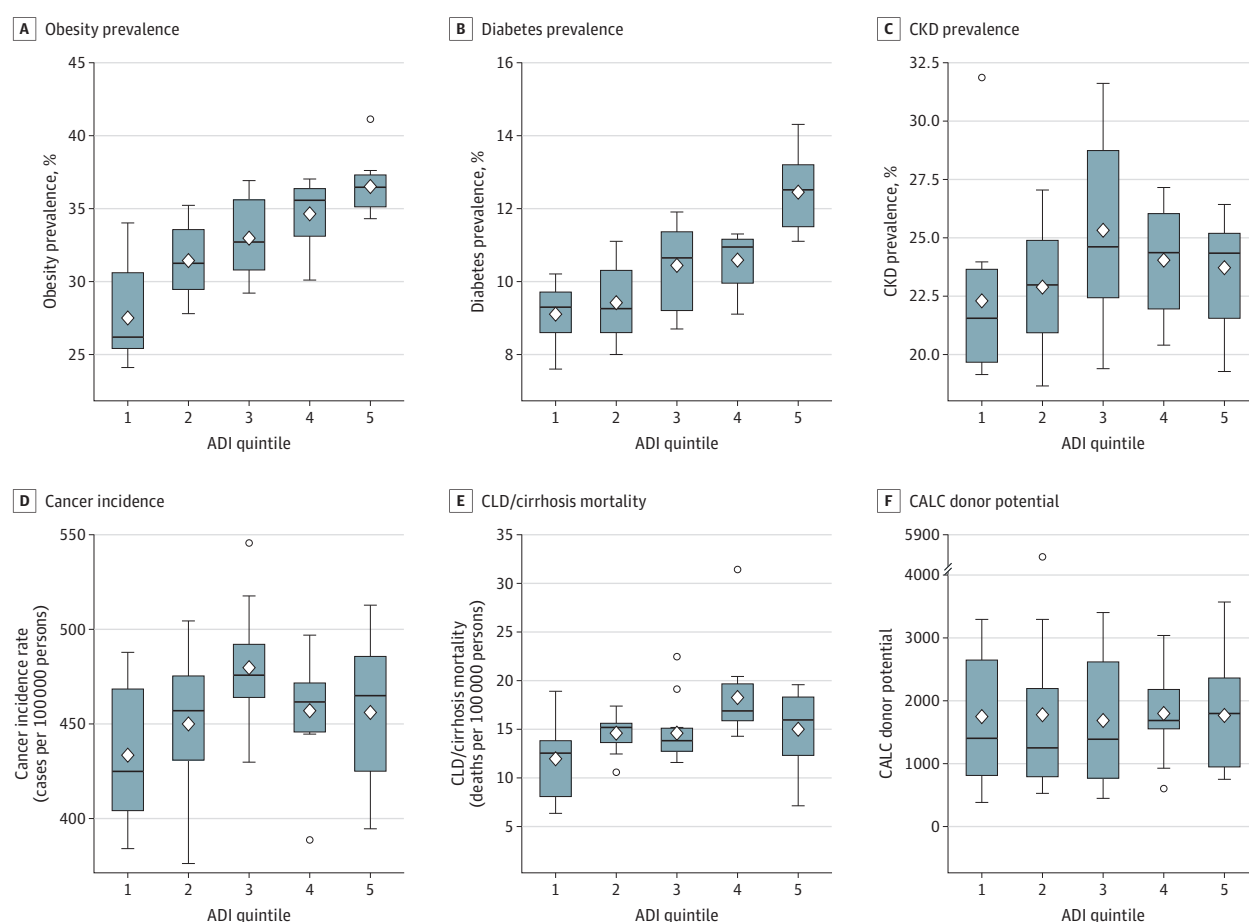 A Obesity prevalence
45
40
35
30
25
Obesity prevalence, %
1 2 3 4 5
ADI quintile
B Diabetes prevalence
16
14
12
10
8
Diabetes prevalence, %
1 2 3 4 5
ADI quintile
C CKD prevalence
32.5
30.0
27.5
25.0
22.5
20.0
CKD prevalence, %
1 2 3 4 5
ADI quintile
D Cancer incidence
550
500
450
400
Cancer incidence rate
(cases per 100 000 persons)
1 2 3 4 5
ADI quintile
E CLD/cirrhosis mortality
35
30
25
20
15
10
5
CLD/cirrhosis mortality
(deaths per 100 000 persons)
1 2 3 4 5
ADI quintile
F CALC donor potential
5900
4000
3000
2000
1000
0
CALC donor potential
1 2 3 4 5
ADI quintile